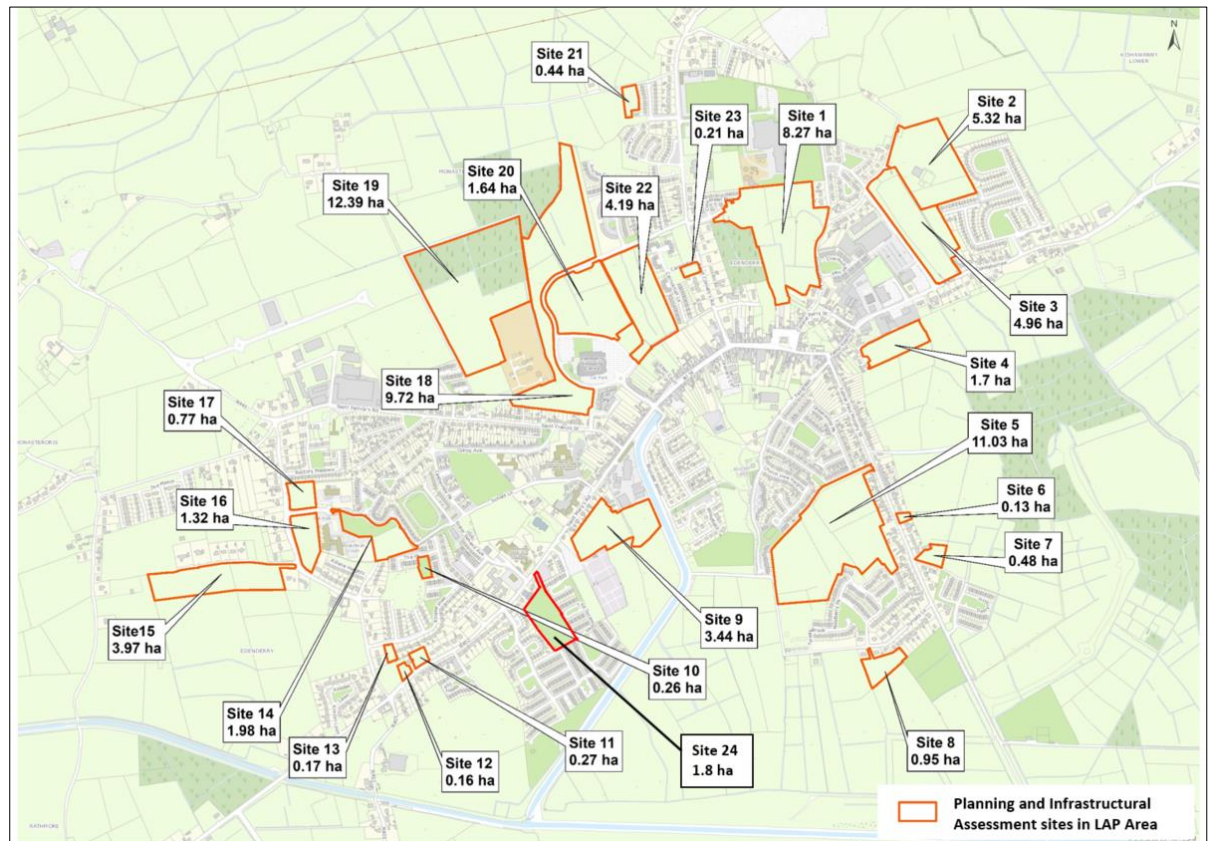 N
Site 21
0.44 ha
Site 2
5.32 ha
Site 23
0.21 ha
Site 1
8.27 ha
Site 20
1.64 ha
Site 22
4.19 ha
Site 19
12.39 ha
Site 3
4.96 ha
Site 4
1.7 ha
Site 18
9.72 ha
Site 17
0.77 ha
Site 5
11.03 ha
Site 16
1.32 ha
Site 6
0.13 ha
Site 7
0.48 ha
Site15
3.97 ha
Site 9
3.44 ha
EDENDERRY
EDENDERRY
Site 10
0.26 ha
Site 14
1.98 ha
Site 13
0.17 ha
Site 12
0.16 ha
Site 11
0.27 ha
Site 24
1.8 ha
Site 8
0.95 ha
Planning and Infrastructural
Assessment sites in LAP Area